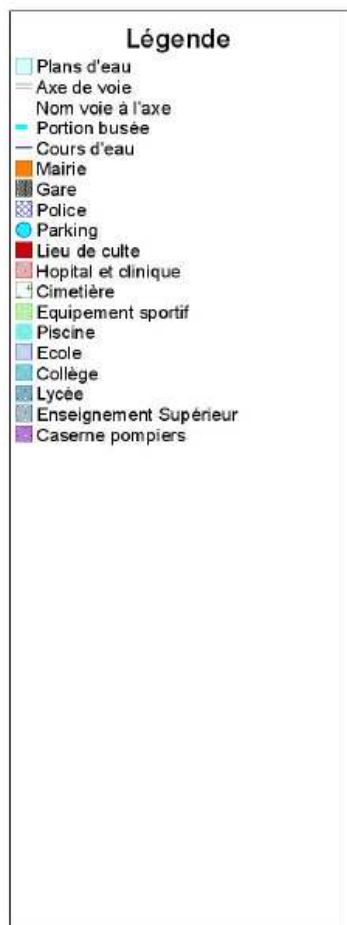 Légende
Plans d'eau
Axe de voie
Nom voie à l'axe
Portion busée
Cours d'eau
Mairie
Gare
Police
Parking
Lieu de culte
Hopital et clinique
Cimetière
Equipement sportif
Piscine
Ecole
Collège
Lycée
Enseignement Supérieur
Caserne pompiers